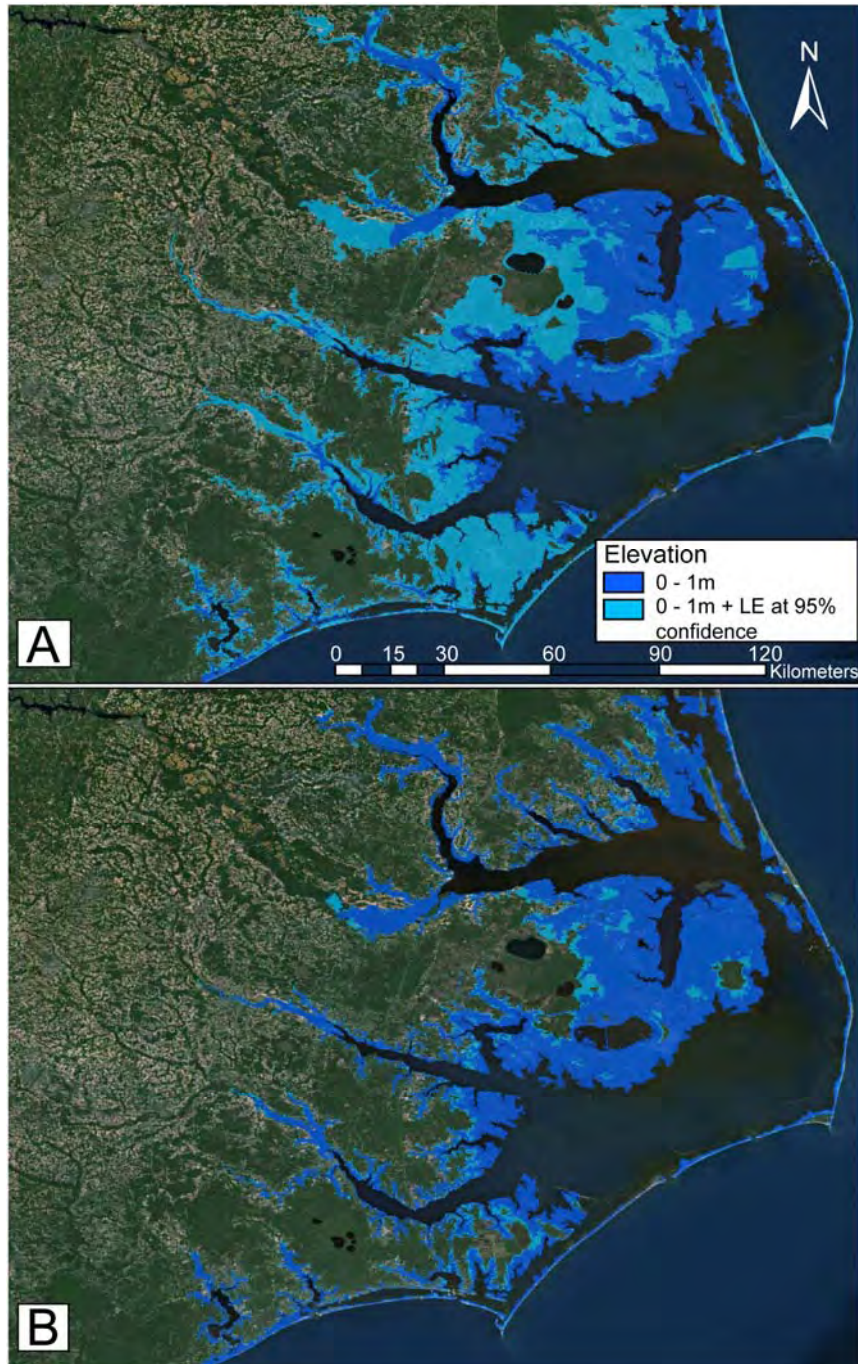 N
Elevation
0 - 1m
0 - 1m + LE at 95%
confidence
A
0 15 30 60 90 120
Kilometers
B